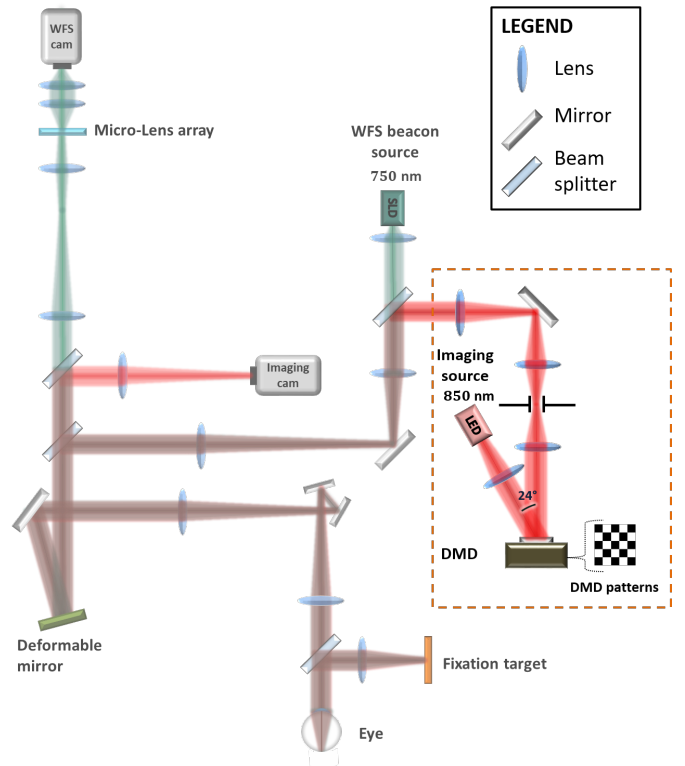 WFS
cam
LEGEND
Lens
Mirror
Beam
splitter
Micro-Lens array
WFS beacon
source
750 nm
SLD
Imaging
cam
Imaging
source
850 nm
LED
24°
DMD
DMD patterns
Deformable
mirror
Fixation target
Eye